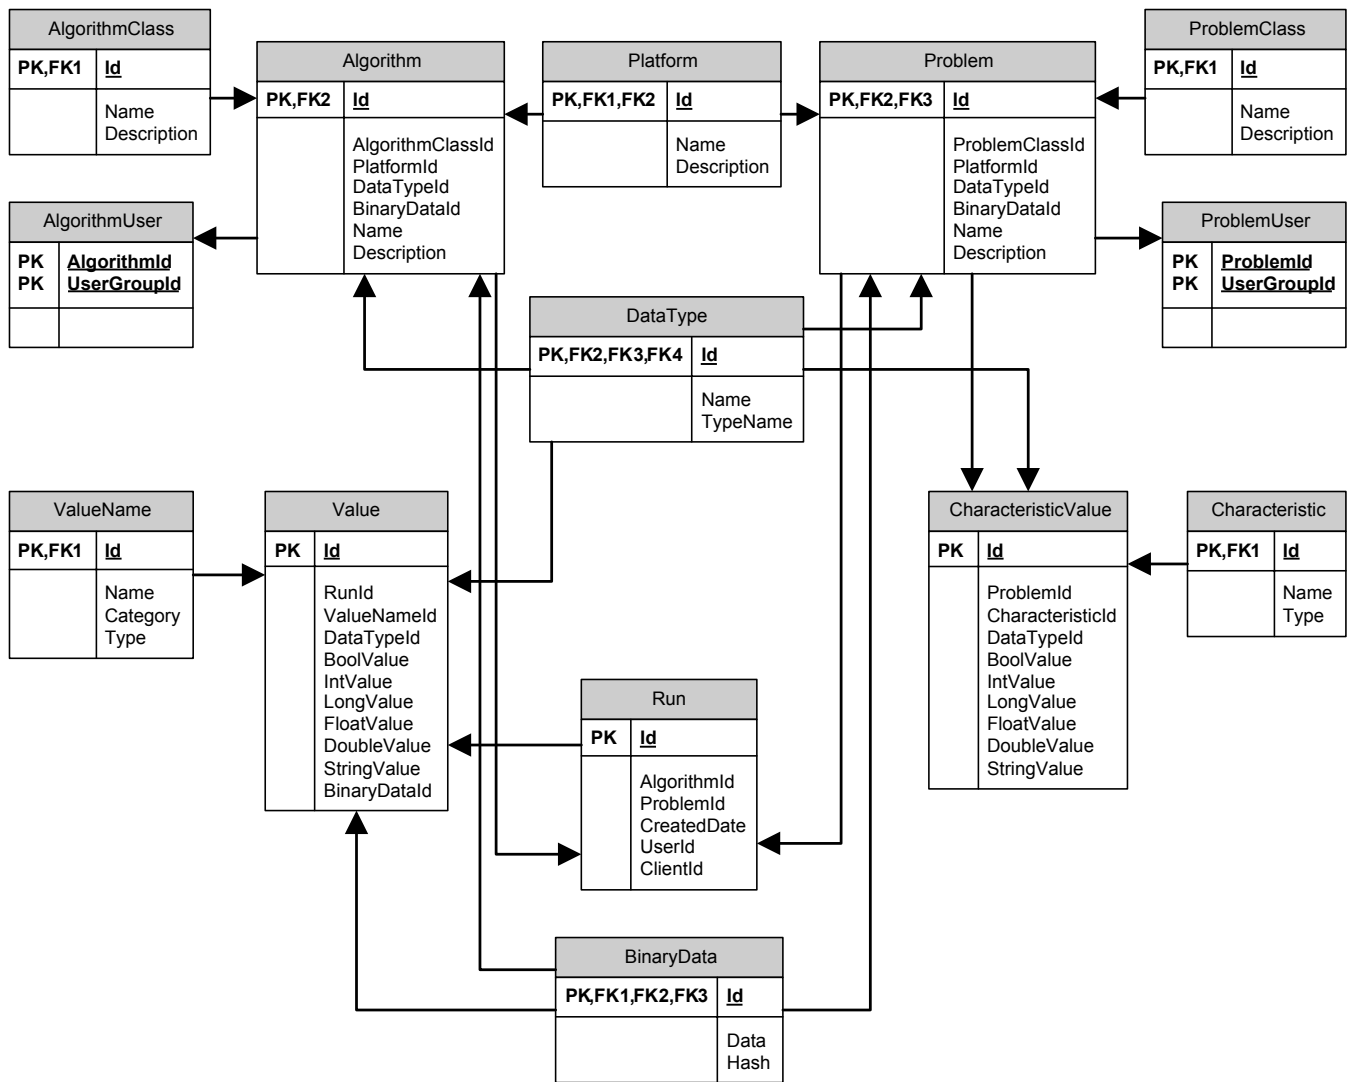 AlgorithmClass
PK,FK1 Id
Name
Description
Algorithm
PK,FK2 Id
AlgorithmClassId
PlatformId
DataTypeId
BinaryDataId
Name
Description
Platform
PK,FK1,FK2 Id
Name
Description
Problem
PK,FK2,FK3 Id
ProblemClassId
PlatformId
DataTypeId
BinaryDataId
Name
Description
ProblemClass
PK,FK1 Id
Name
Description
AlgorithmUser
PK AlgorithmId
PK UserGroupId
ProblemUser
PK ProblemId
PK UserGroupId
DataType
PK,FK2,FK3,FK4 Id
Name
TypeName
ValueName
PK,FK1 Id
Name
Category
Type
Value
PK Id
RunId
ValueNameId
DataTypeId
BoolValue
IntValue
LongValue
FloatValue
DoubleValue
StringValue
BinaryDataId
CharacteristicValue
PK Id
ProblemId
CharacteristicId
DataTypeId
BoolValue
IntValue
LongValue
FloatValue
DoubleValue
StringValue
Characteristic
PK,FK1 Id
Name
Type
Run
PK Id
AlgorithmId
ProblemId
CreatedDate
UserId
ClientId
BinaryData
PK,FK1,FK2,FK3 Id
Data
Hash